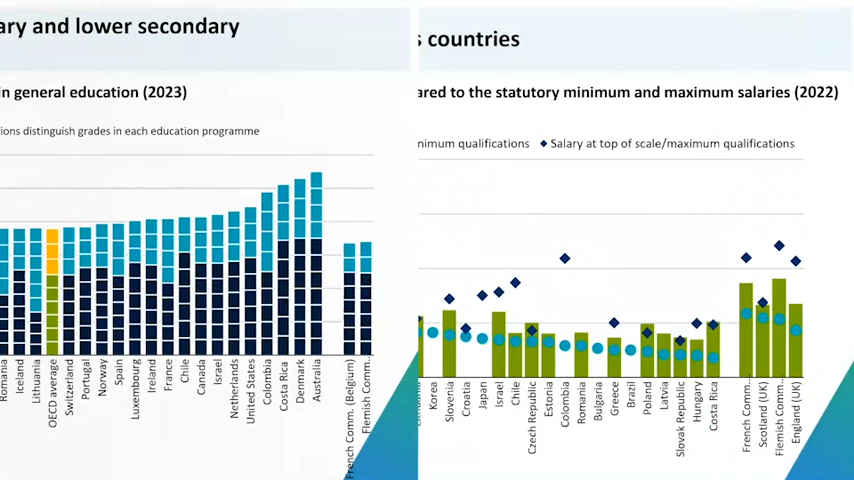 ary and lower secondary
in general education (2023)
ions distinguish grades in each education programme
Romania
Iceland
Lithuania
OECD average
Switzerland
Portugal
Norway
Spain
Luxembourg
Ireland
France
Chile
Canada
Israel
Netherlands
United States
Colombia
Costa Rica
Denmark
Australia
French Comm. (Belgium)
Flemish Comm...
s countries
ared to the statutory minimum and maximum salaries (2022)
nimum qualifications
Salary at top of scale/maximum qualifications
Korea
Slovenia
Croatia
Japan
Israel
Chile
Czech Republic
Estonia
Colombia
Romania
Bulgaria
Greece
Brazil
Poland
Latvia
Slovak Republic
Hungary
Costa Rica
French Comm...
Scotland (UK)
Flemish Comm...
England (UK)